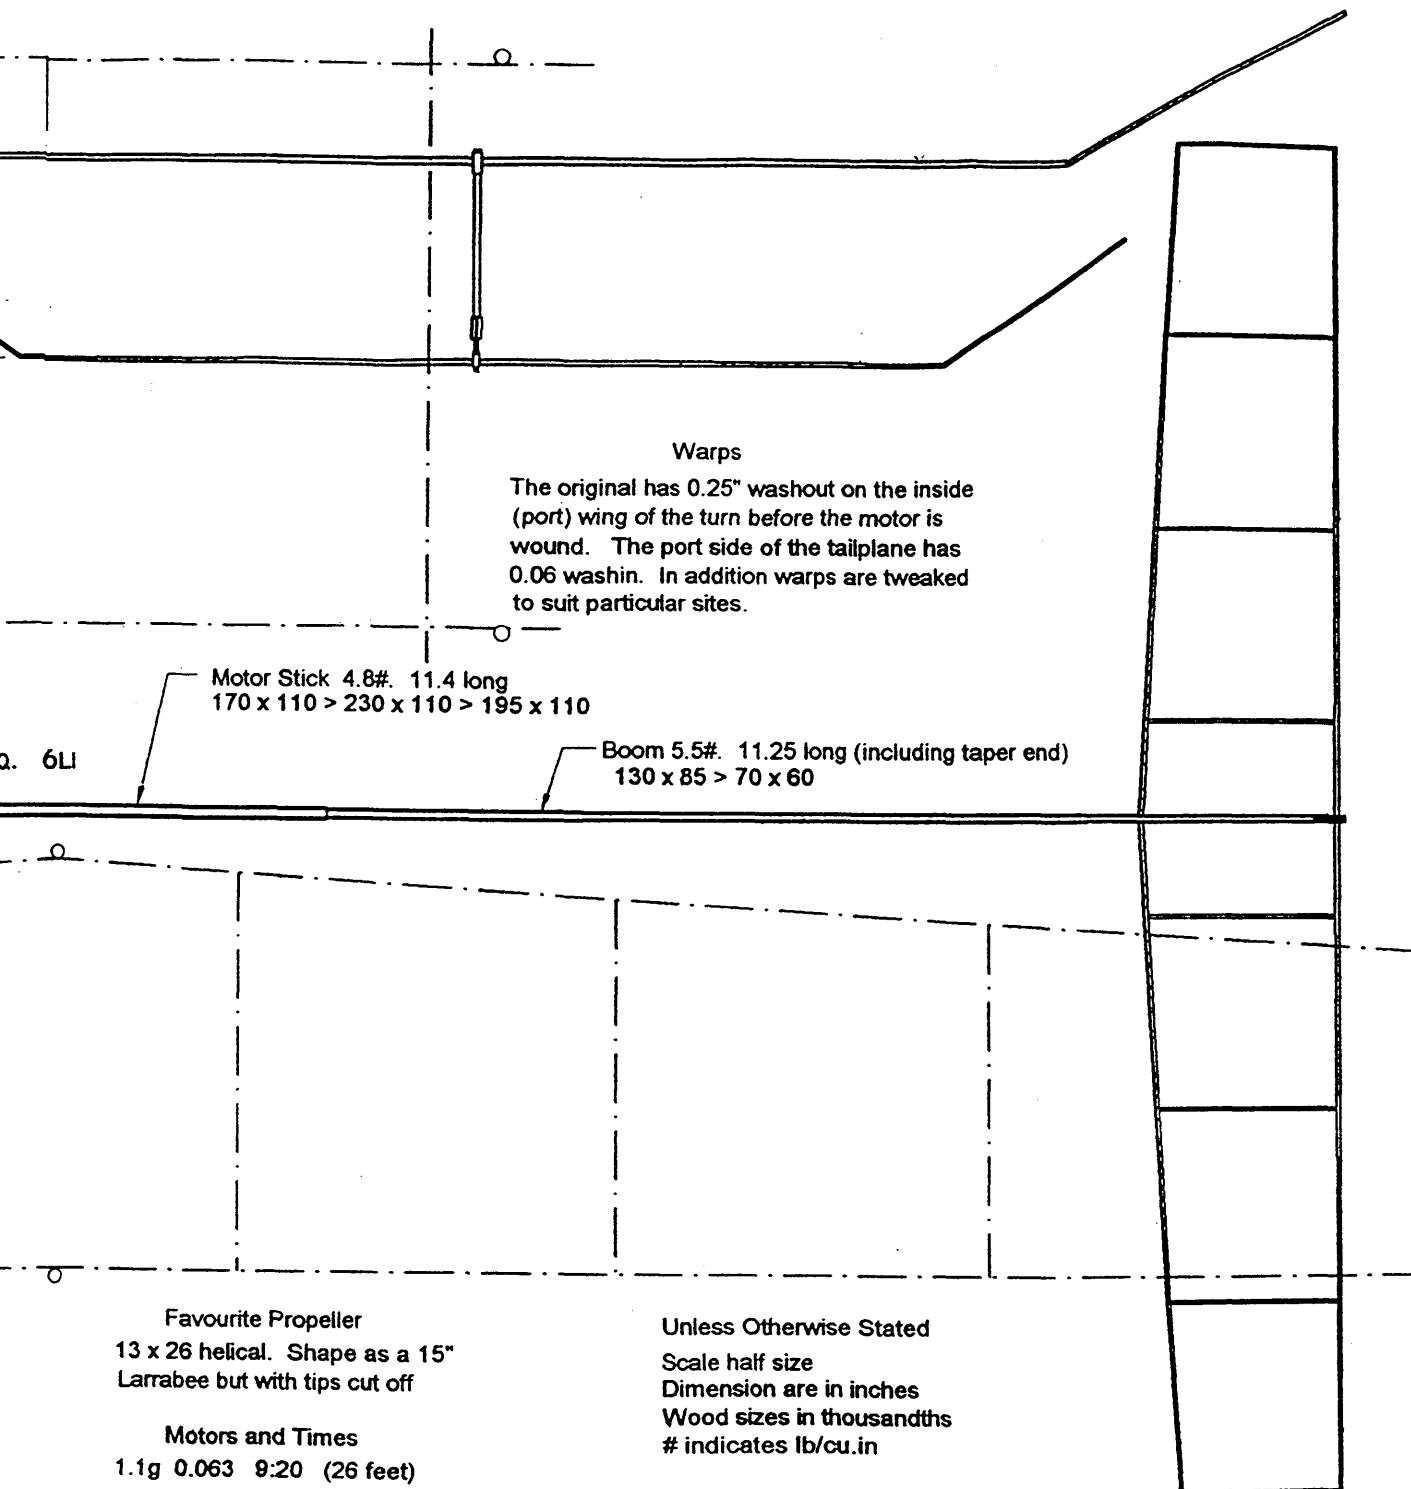 Warps
The original has 0.25" washout on the inside
(port) wing of the turn before the motor is
wound. The port side of the tailplane has
0.06 washin. In addition warps are tweaked
to suit particular sites.
Motor Stick 4.8#. 11.4 long
170 x 110 > 230 x 110 > 195 x 110
6LI
Boom 5.5#. 11.25 long (including taper end)
130 x 85 > 70 x 60
Favourite Propeller
13 x 26 helical. Shape as a 15"
Larrabee but with tips cut off
Motors and Times
1.1g 0.063 9:20 (26 feet)
Unless Otherwise Stated
Scale half size
Dimension are in inches
Wood sizes in thousandths
# indicates lb/cu.in